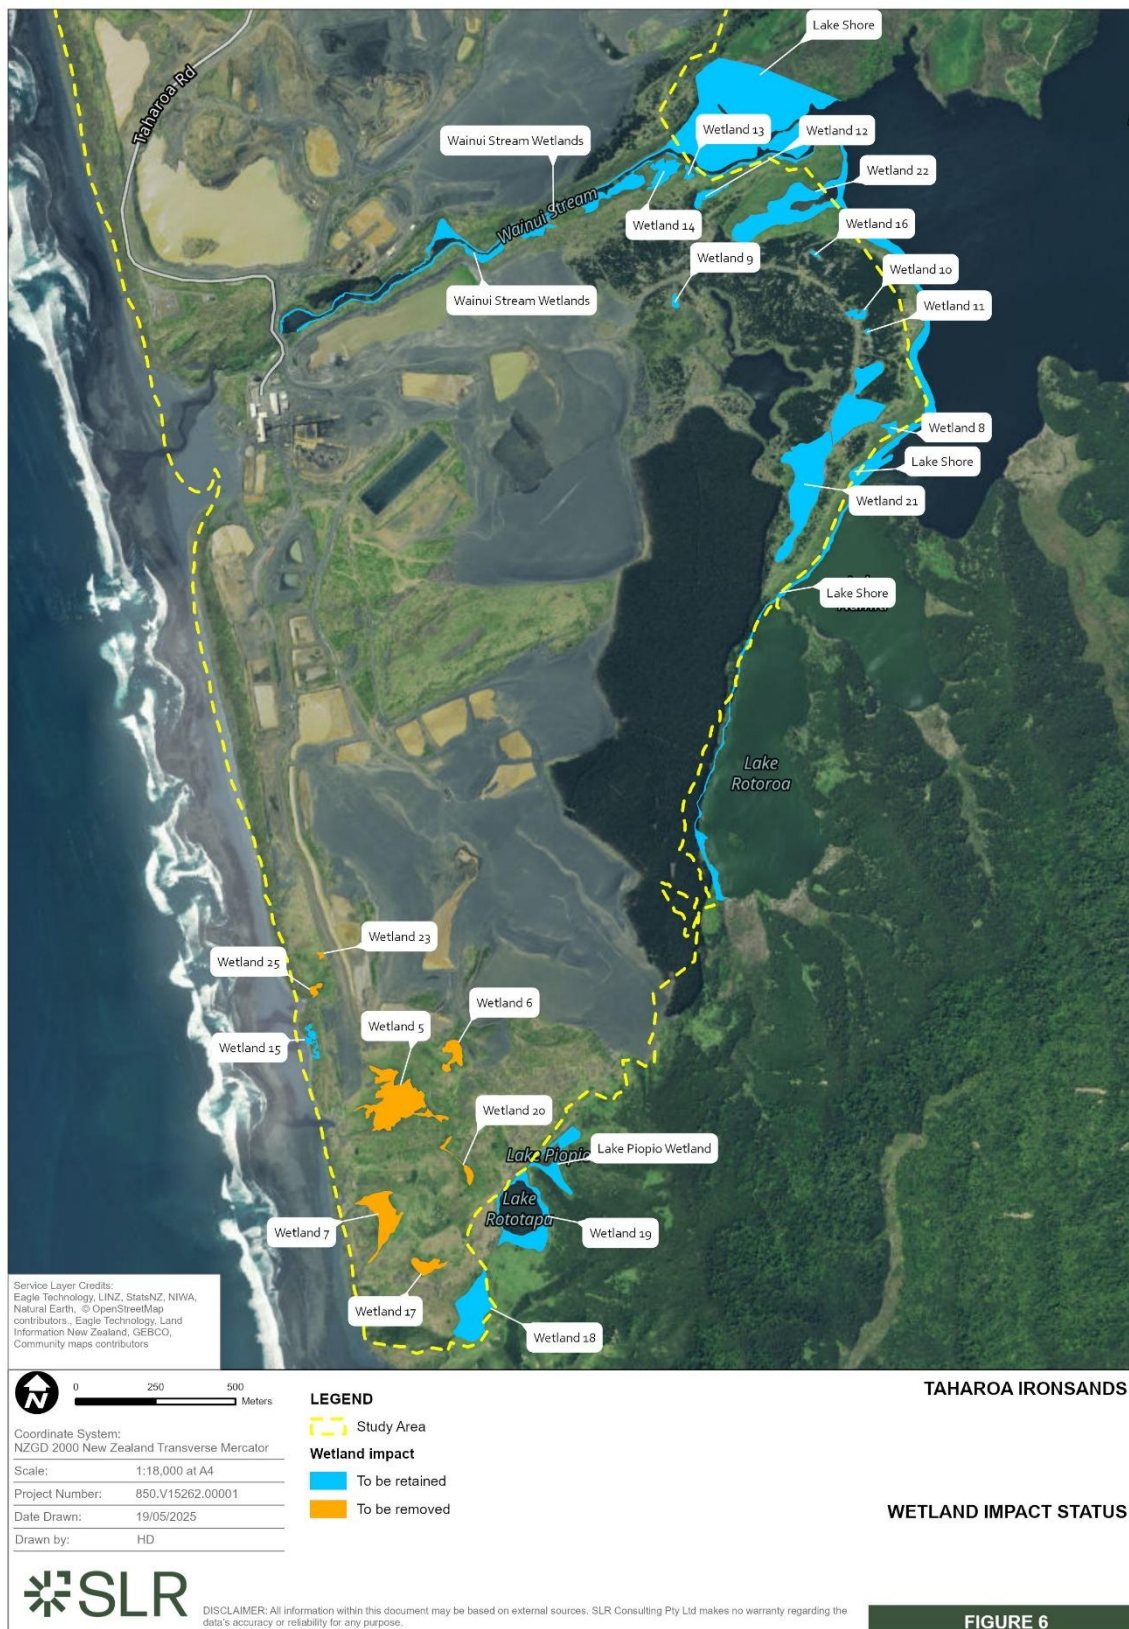 Lake Shore
Taharoa Rd
Wetland 13
Wetland 12
Wainui Stream Wetlands
Wetland 22
Wainui Stream
Wetland 14
Wetland 16
Wetland 9
Wetland 10
Wainui Stream Wetlands
Wetland 11
Wetland 8
Lake Shore
Wetland 21
Lake Shore
Lake
Rotoroa
Wetland 23
Wetland 25
Wetland 6
Wetland 5
Wetland 15
Wetland 20
Lake Piopio
Lake Piopio Wetland
Lake
Rototapa
Wetland 7
Wetland 19
Wetland 17
Wetland 18
Service Layer Credits:
Eagle Technology, LINZ, StatsNZ, NIWA,
Natural Earth, © OpenStreetMap
contributors., Eagle Technology, Land
Information New Zealand, GEBCO,
Community maps contributors
N
0 250 500
Meters
Coordinate System:
NZGD 2000 New Zealand Transverse Mercator
Scale: 1:18,000 at A4
Project Number: 850.V15262.00001
Date Drawn: 19/05/2025
Drawn by: HD
LEGEND
Study Area
Wetland impact
To be retained
To be removed
TAHAROA IRONSANDS
WETLAND IMPACT STATUS
SLR
DISCLAIMER: All information within this document may be based on external sources. SLR Consulting Pty Ltd makes no warranty regarding the
data's accuracy or reliability for any purpose.
FIGURE 6